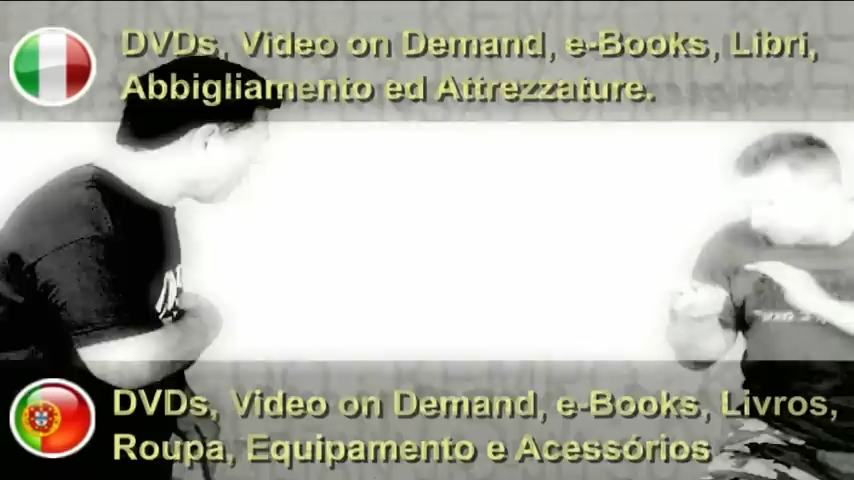 DVDs, Video on Demand, e-Books, Libri,
Abbigliamento ed Attrezzature.
DVDs, Video on Demand, e-Books, Livros,
Roupa, Equipamento e Acessórios